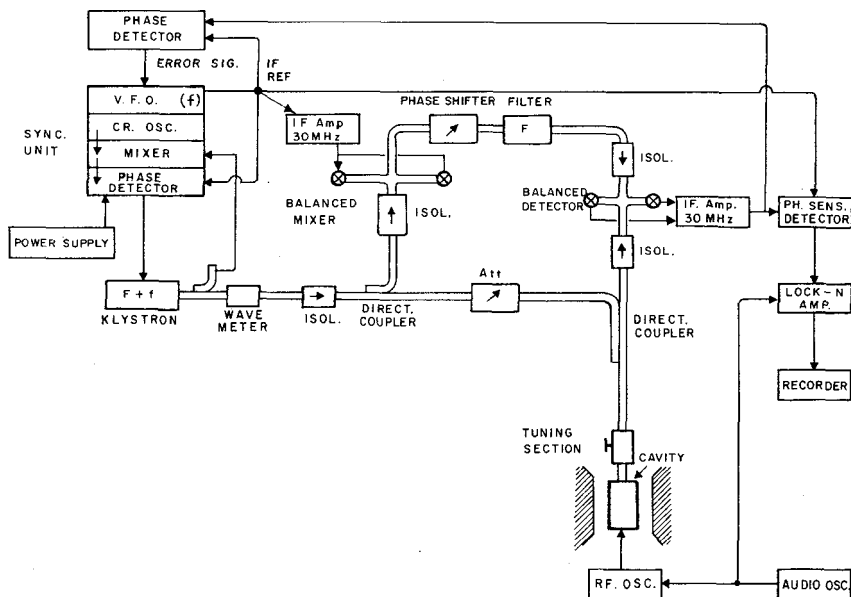 PHASE
DETECTOR
ERROR SIG.
IF
REF
V. F. O. (f)
CR. OSC.
MIXER
PHASE
DETECTOR
SYNC.
UNIT
POWER SUPPLY
F + f
KLYSTRON
I.F. Amp
30MHz
BALANCED
MIXER
ISOL.
PHASE SHIFTER FILTER
F
ISOL.
BALANCED
DETECTOR
I.F. Amp.
30 MHz
PH. SENS.
DETECTOR
ISOL.
WAVE
METER
ISOL.
DIRECT.
COUPLER
Att
DIRECT.
COUPLER
LOCK-N
AMP.
RECORDER
TUNING
SECTION
CAVITY
RF. OSC.
AUDIO OSC.